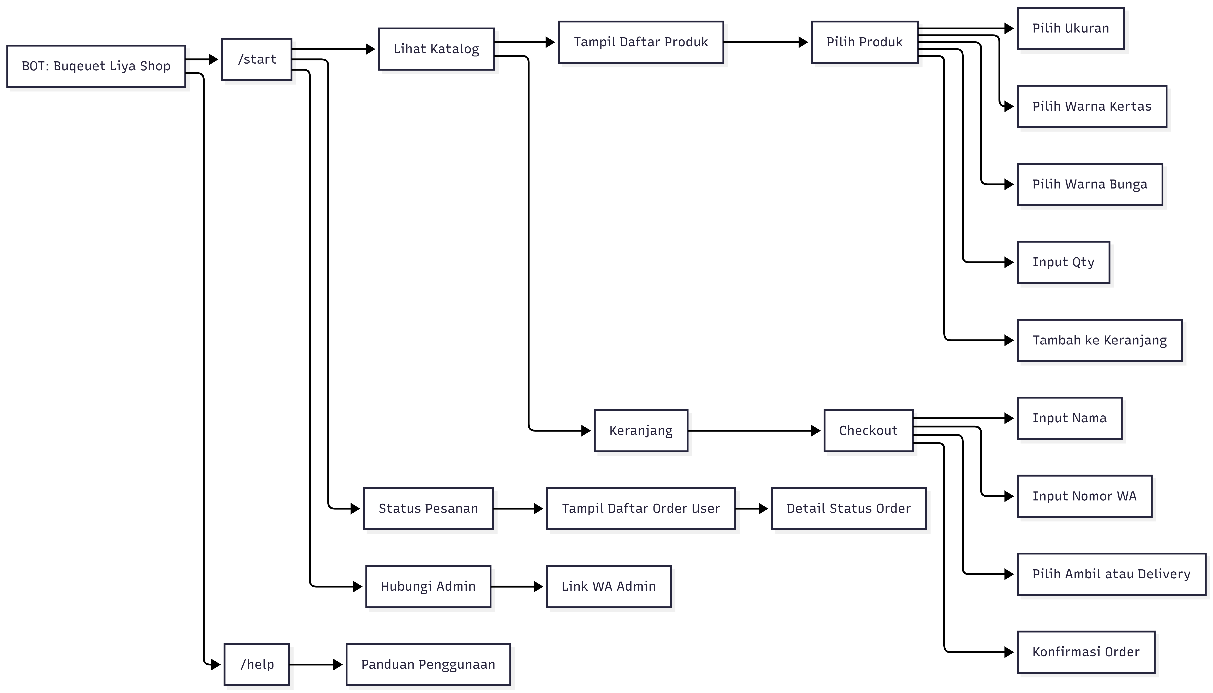 BOT: Buqeuet Liya Shop
/start
Lihat Katalog
Tampil Daftar Produk
Pilih Produk
Pilih Ukuran
Pilih Warna Kertas
Pilih Warna Bunga
Input Qty
Tambah ke Keranjang
Keranjang
Checkout
Input Nama
Input Nomor WA
Pilih Ambil atau Delivery
Konfirmasi Order
Status Pesanan
Tampil Daftar Order User
Detail Status Order
Hubungi Admin
Link WA Admin
/help
Panduan Penggunaan